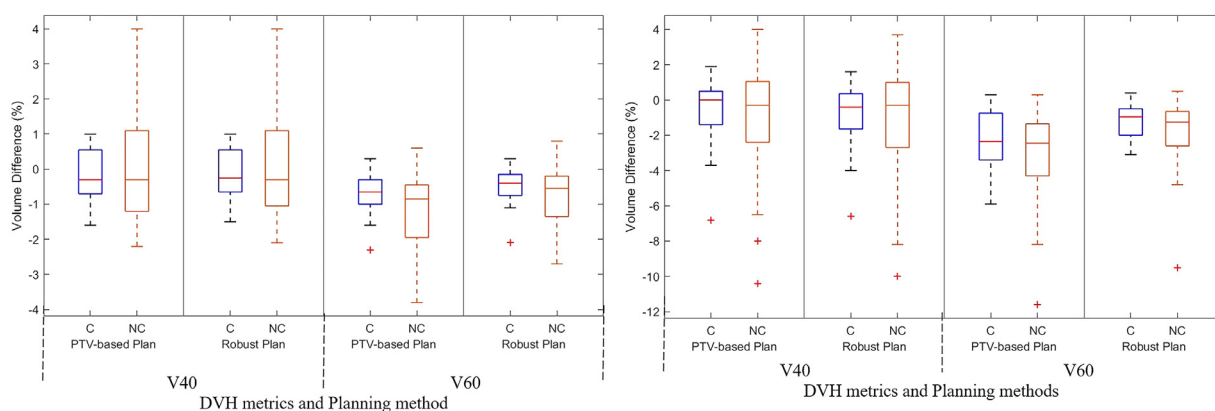 4
3
2
1
-0
-1
-2
-3
-4
Volume Difference (%)
C NC C NC C NC C NC
PTV-based Plan Robust Plan PTV-based Plan Robust Plan
V40 V60
DVH metrics and Planning method
4
2
0
-2
-4
-6
-8
-10
-12
Volume Difference (%)
C NC C NC C NC C NC
PTV-based Plan Robust Plan PTV-based Plan Robust Plan
V40 V60
DVH metrics and Planning methods